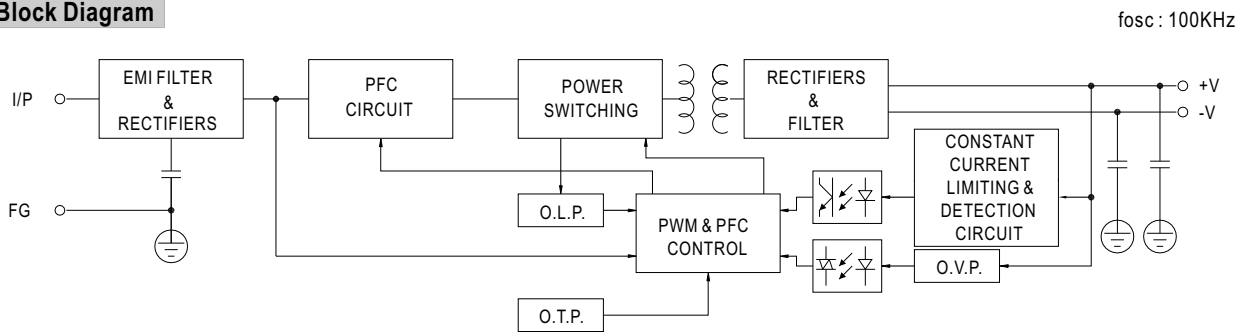 Block Diagram
fosc : 100KHz
I/P
EMI FILTER
&
RECTIFIERS
PFC
CIRCUIT
POWER
SWITCHING
RECTIFIERS
&
FILTER
+V
-V
CONSTANT
CURRENT
LIMITING &
DETECTION
CIRCUIT
FG
O.L.P.
PWM & PFC
CONTROL
O.V.P.
O.T.P.